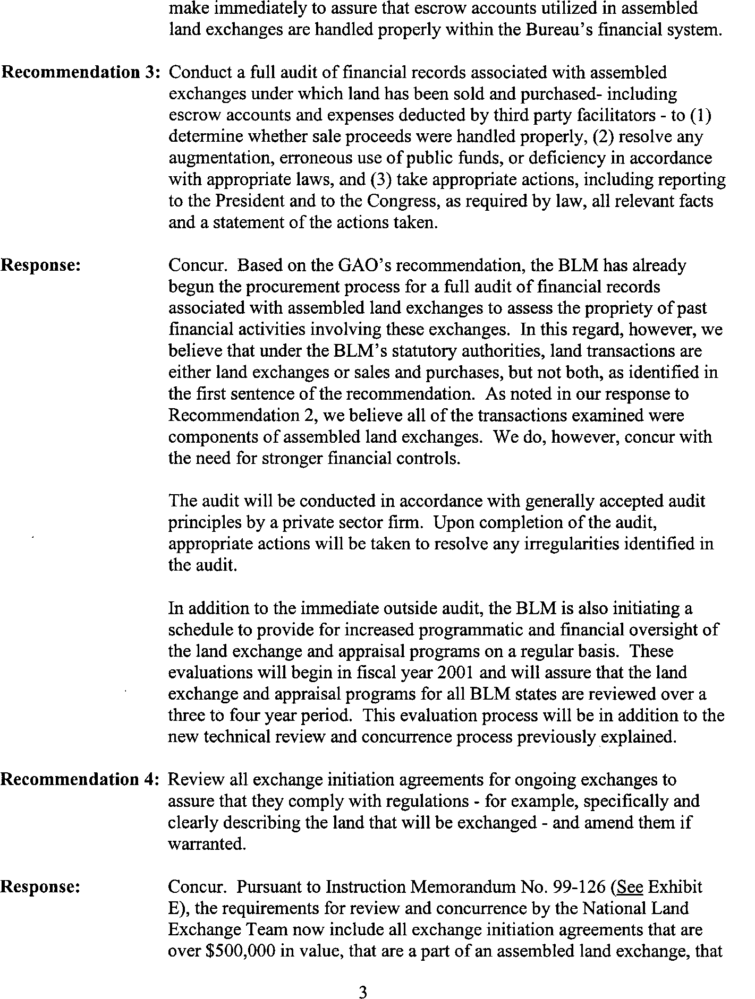 make immediately to assure that escrow accounts utilized in assembled
land exchanges are handled properly within the Bureau's financial system.
Recommendation 3: Conduct a full audit of financial records associated with assembled
exchanges under which land has been sold and purchased- including
escrow accounts and expenses deducted by third party facilitators - to (1)
determine whether sale proceeds were handled properly, (2) resolve any
augmentation, erroneous use of public funds, or deficiency in accordance
with appropriate laws, and (3) take appropriate actions, including reporting
to the President and to the Congress, as required by law, all relevant facts
and a statement of the actions taken.
Response: Concur. Based on the GAO's recommendation, the BLM has already
begun the procurement process for a full audit of financial records
associated with assembled land exchanges to assess the propriety of past
financial activities involving these exchanges. In this regard, however, we
believe that under the BLM's statutory authorities, land transactions are
either land exchanges or sales and purchases, but not both, as identified in
the first sentence of the recommendation. As noted in our response to
Recommendation 2, we believe all of the transactions examined were
components of assembled land exchanges. We do, however, concur with
the need for stronger financial controls.
The audit will be conducted in accordance with generally accepted audit
principles by a private sector firm. Upon completion of the audit,
appropriate actions will be taken to resolve any irregularities identified in
the audit.
In addition to the immediate outside audit, the BLM is also initiating a
schedule to provide for increased programmatic and financial oversight of
the land exchange and appraisal programs on a regular basis. These
evaluations will begin in fiscal year 2001 and will assure that the land
exchange and appraisal programs for all BLM states are reviewed over a
three to four year period. This evaluation process will be in addition to the
new technical review and concurrence process previously explained.
Recommendation 4: Review all exchange initiation agreements for ongoing exchanges to
assure that they comply with regulations - for example, specifically and
clearly describing the land that will be exchanged - and amend them if
warranted.
Response: Concur. Pursuant to Instruction Memorandum No. 99-126 (See Exhibit
E), the requirements for review and concurrence by the National Land
Exchange Team now include all exchange initiation agreements that are
over $500,000 in value, that are a part of an assembled land exchange, that
3